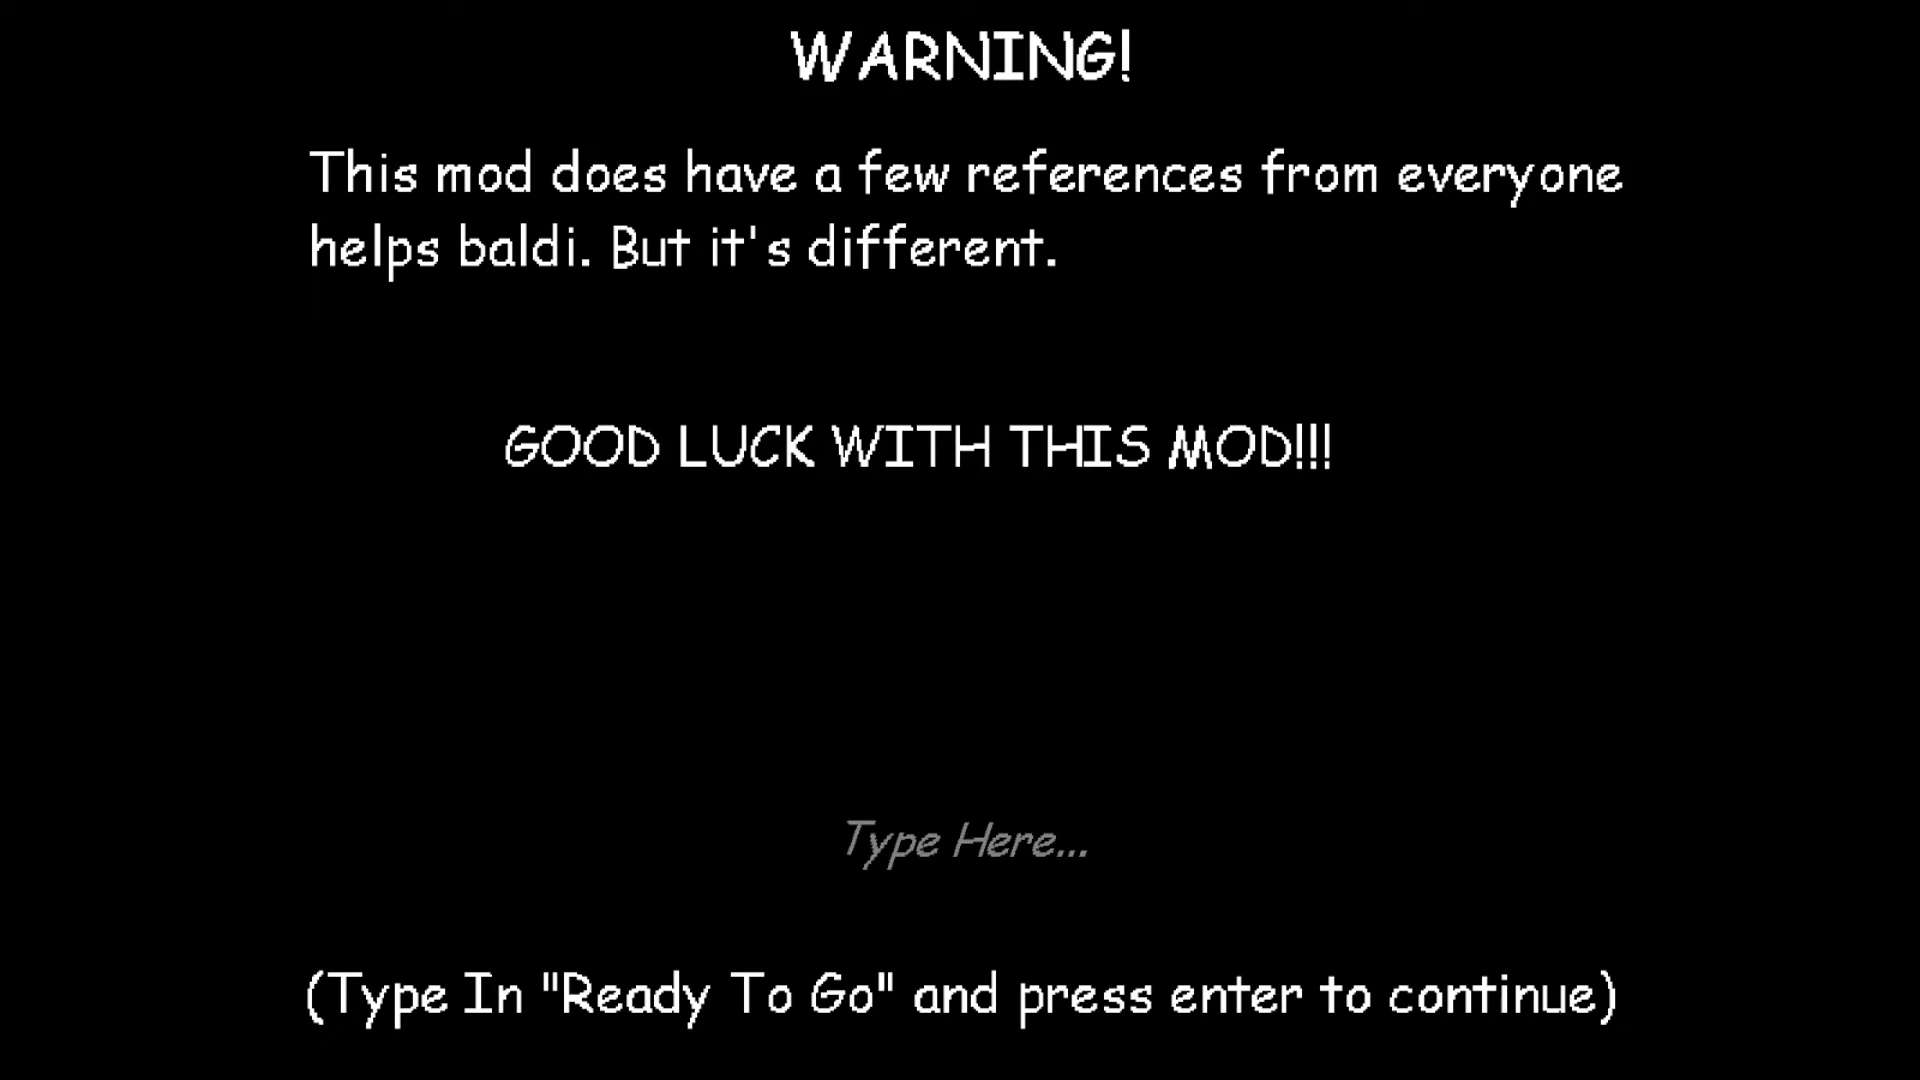 WARNING!
This mod does have a few references from everyone
helps baldi. But it's different.
GOOD LUCK WITH THIS MOD!!!
Type Here...
(Type In "Ready To Go" and press enter to continue)